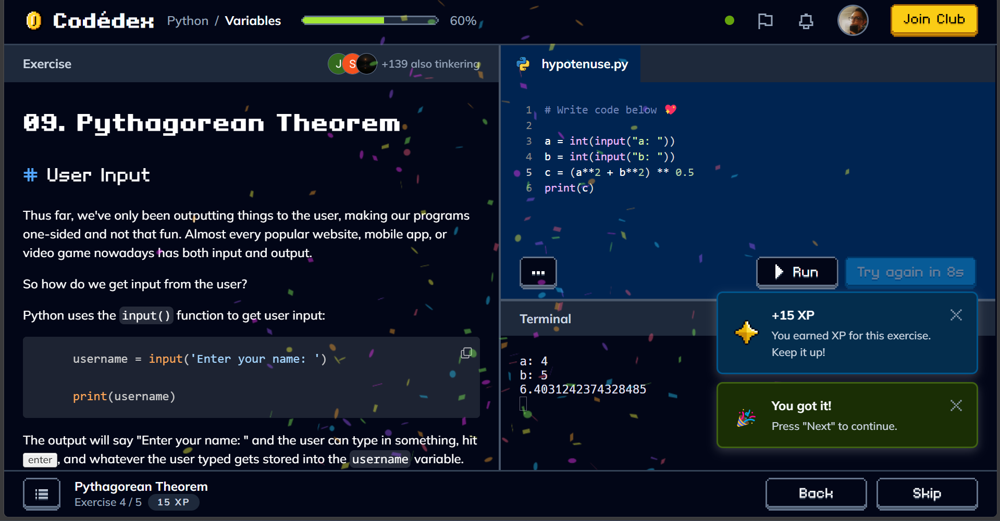 Codédex
Python / Variables
60%
Join Club
Exercise
J S +139 also tinkering
hypotenuse.py
09. Pythagorean Theorem
# User Input
Thus far, we've only been outputting things to the user, making our programs
one-sided and not that fun. Almost every popular website, mobile app, or
video game nowadays has both input and output.
So how do we get input from the user?
Python uses the input() function to get user input:
username = input('Enter your name: ')
print(username)
The output will say "Enter your name: " and the user can type in something, hit
enter, and whatever the user typed gets stored into the username variable.
1 # Write code below 💖
2
3 a = int(input("a: "))
4 b = int(input("b: "))
5 c = (a**2 + b**2) ** 0.5
6 print(c)
...
Run
Try again in 8s
Terminal
a: 4
b: 5
6.4031242374328485
+15 XP
You earned XP for this exercise.
Keep it up!
You got it!
Press "Next" to continue.
Pythagorean Theorem
Exercise 4 / 5 15 XP
Back
Skip